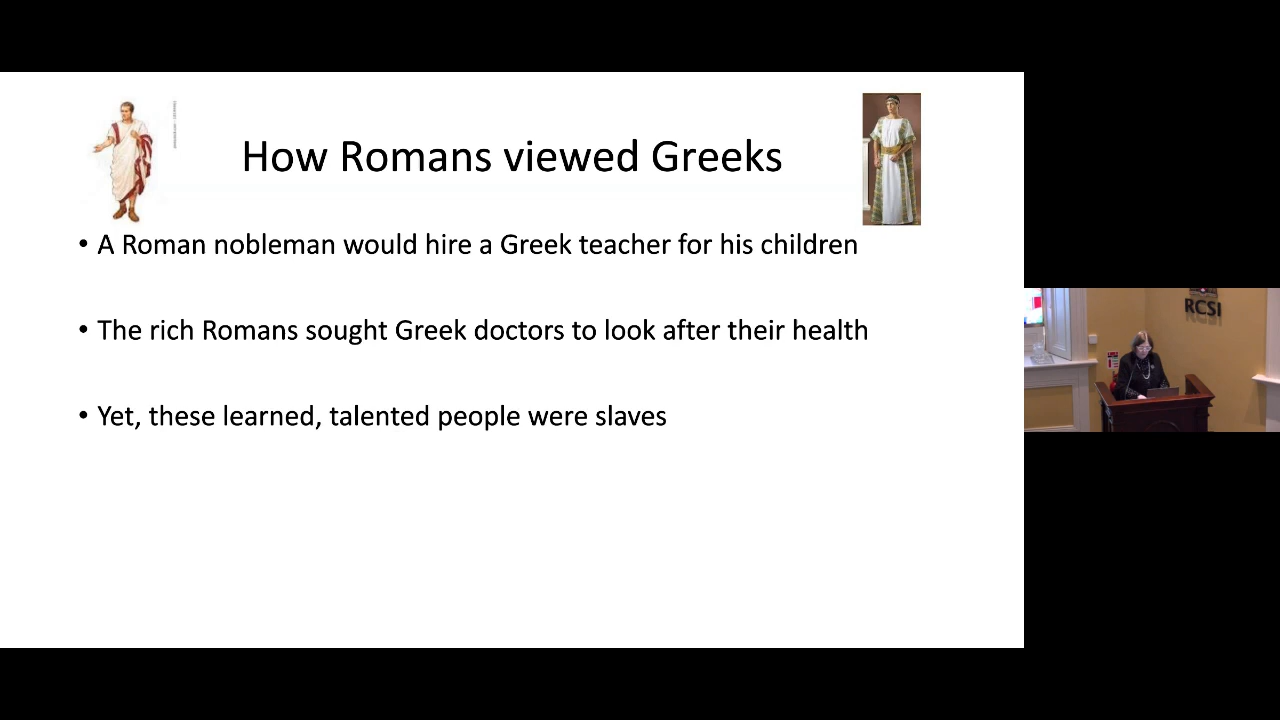 How Romans viewed Greeks
• A Roman nobleman would hire a Greek teacher for his children
• The rich Romans sought Greek doctors to look after their health
• Yet, these learned, talented people were slaves
RCSI